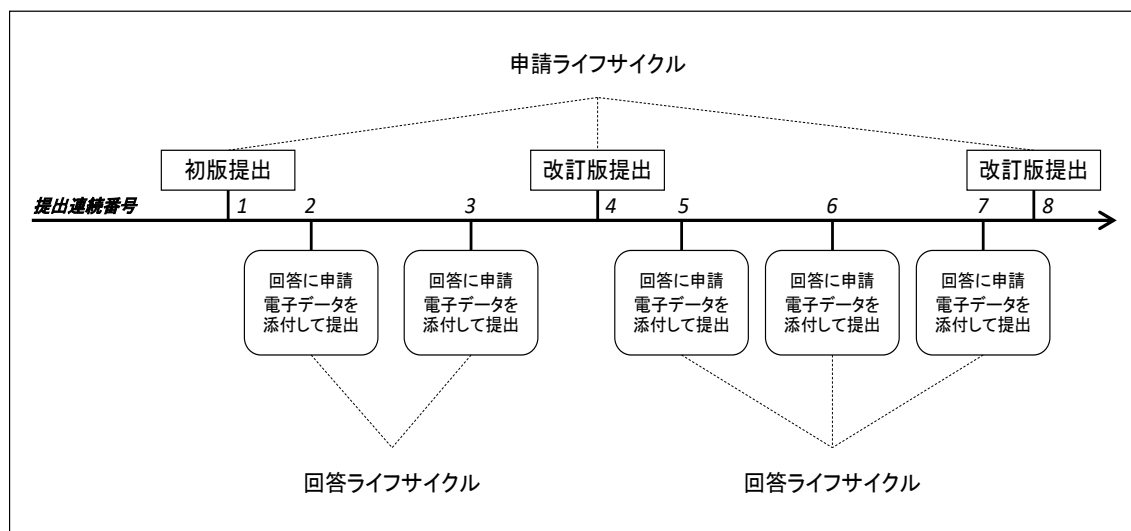 申請ライフサイクル
初版提出
改訂版提出
改訂版提出
提出連続番号
1 2 3 4 5 6 7 8
回答に申請
電子データを
添付して提出
回答に申請
電子データを
添付して提出
回答に申請
電子データを
添付して提出
回答に申請
電子データを
添付して提出
回答に申請
電子データを
添付して提出
回答ライフサイクル
回答ライフサイクル